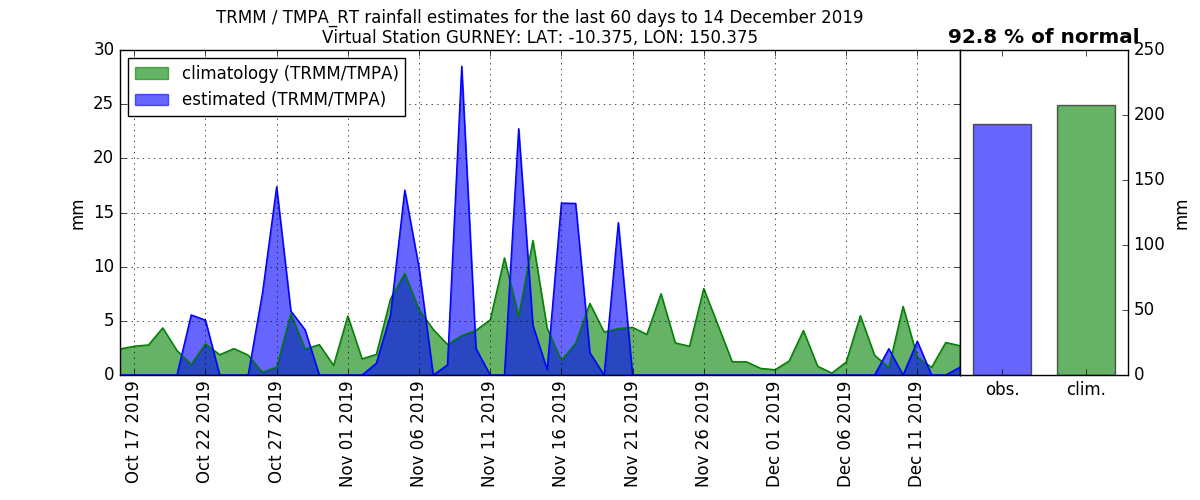 TRMM / TMPA_RT rainfall estimates for the last 60 days to 14 December 2019
Virtual Station GURNEY: LAT: -10.375, LON: 150.375
92.8 % of normal
climatology (TRMM/TMPA)
estimated (TRMM/TMPA)
30
25
20
15
10
5
0
mm
Oct 17 2019
Oct 22 2019
Oct 27 2019
Nov 01 2019
Nov 06 2019
Nov 11 2019
Nov 16 2019
Nov 21 2019
Nov 26 2019
Dec 01 2019
Dec 06 2019
Dec 11 2019
obs.
clim.
250
200
150
100
50
0
mm